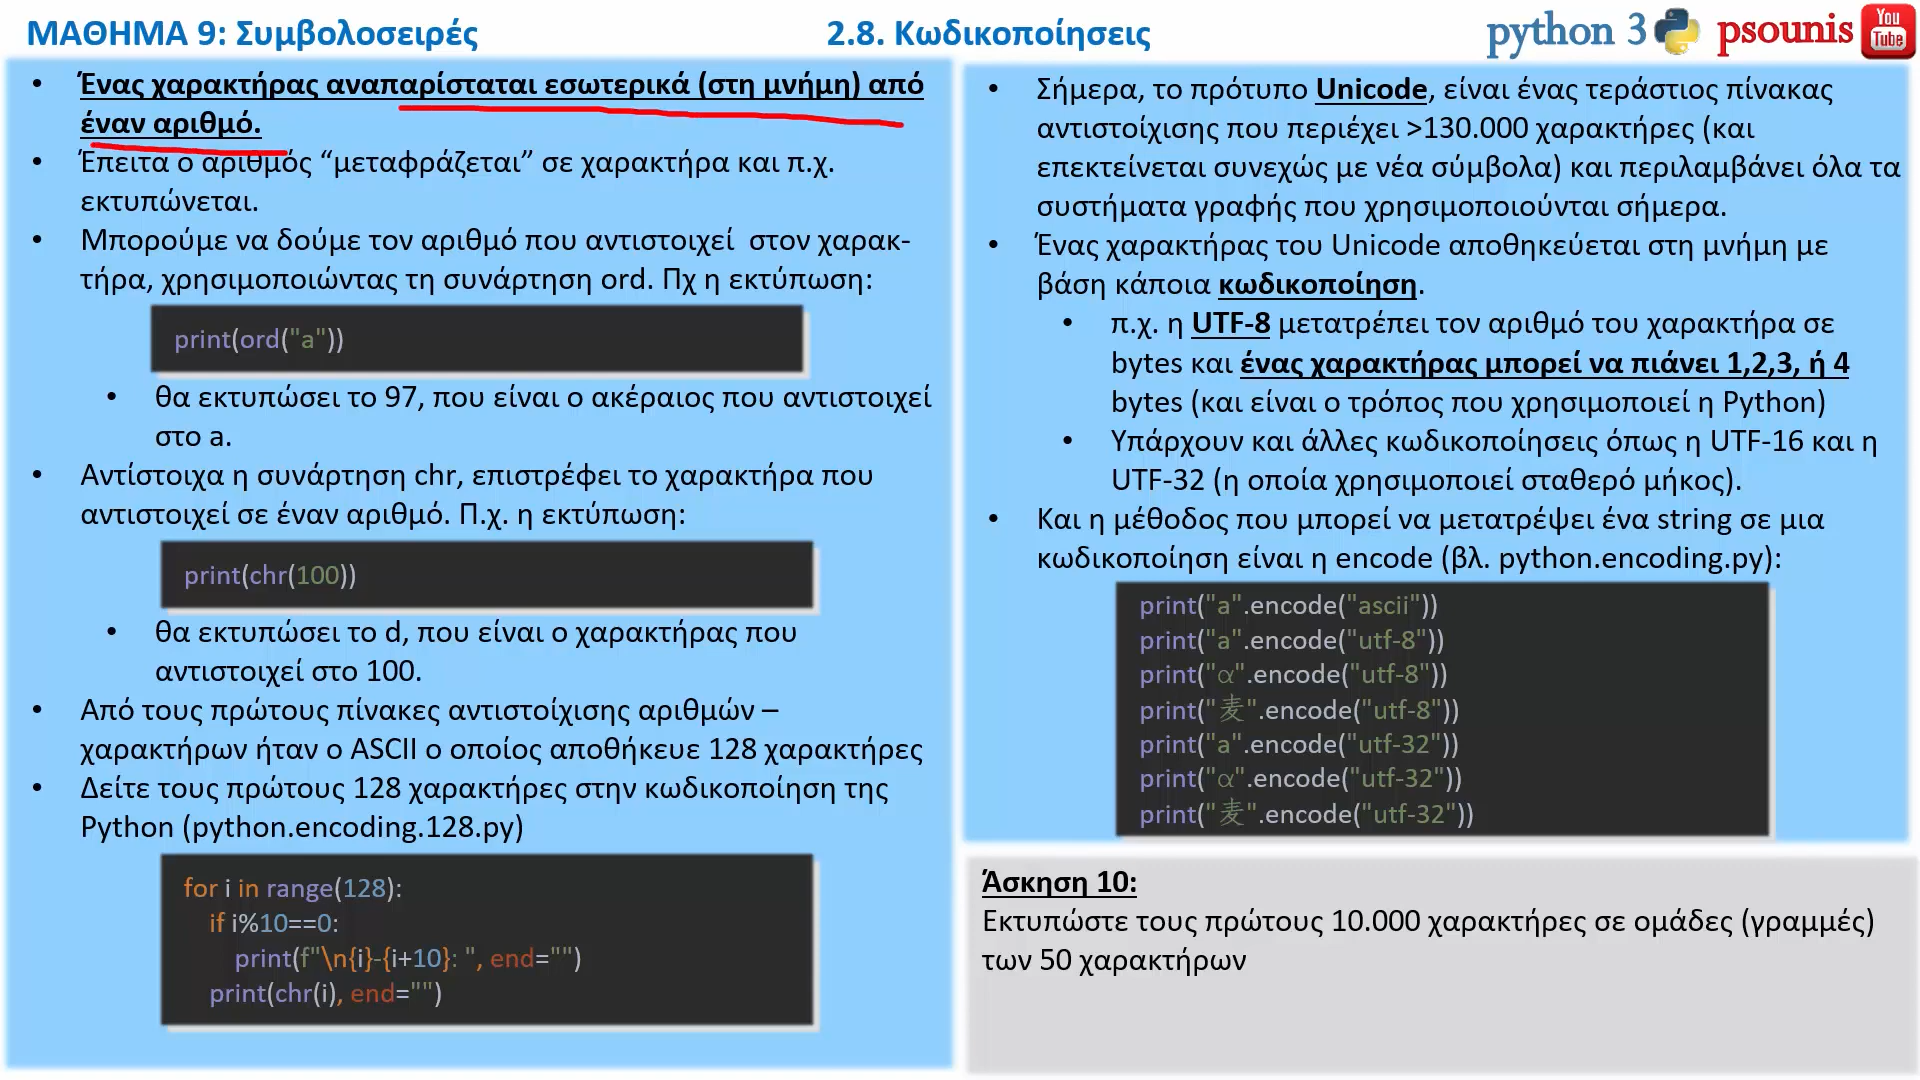 ΜΑΘΗΜΑ 9: Συμβολοσειρές
2.8. Κωδικοποίησεις
python 3
psounis
You
Tube
• Ένας χαρακτήρας αναπαρίσταται εσωτερικά (στη μνήμη) από
έναν αριθμό.
• Έπειτα ο αριθμός “μεταφράζεται” σε χαρακτήρα και π.χ.
εκτυπώνεται.
• Μπορούμε να δούμε τον αριθμό που αντιστοιχεί στον χαρακ-
τήρα, χρησιμοποιώντας τη συνάρτηση ord. Πχ η εκτύπωση:
print(ord("a"))
• θα εκτυπώσει το 97, που είναι ο ακέραιος που αντιστοιχεί
στο a.
• Αντίστοιχα η συνάρτηση chr, επιστρέφει το χαρακτήρα που
αντιστοιχεί σε έναν αριθμό. Π.χ. η εκτύπωση:
print(chr(100))
• θα εκτυπώσει το d, που είναι ο χαρακτήρας που
αντιστοιχεί στο 100.
• Από τους πρώτους πίνακες αντιστοίχισης αριθμών –
χαρακτήρων ήταν ο ASCII ο οποίος αποθήκευε 128 χαρακτήρες
• Δείτε τους πρώτους 128 χαρακτήρες στην κωδικοποίηση της
Python (python.encoding.128.py)
for i in range(128):
if i%10==0:
print(f"\n{i}-{i+10}: ", end="")
print(chr(i), end="")
• Σήμερα, το πρότυπο Unicode, είναι ένας τεράστιος πίνακας
αντιστοίχισης που περιέχει >130.000 χαρακτήρες (και
επεκτείνεται συνεχώς με νέα σύμβολα) και περιλαμβάνει όλα τα
συστήματα γραφής που χρησιμοποιούνται σήμερα.
• Ένας χαρακτήρας του Unicode αποθηκεύεται στη μνήμη με
βάση κάποια κωδικοποίηση.
• π.χ. η UTF-8 μετατρέπει τον αριθμό του χαρακτήρα σε
bytes και ένας χαρακτήρας μπορεί να πιάνει 1,2,3, ή 4
bytes (και είναι ο τρόπος που χρησιμοποιεί η Python)
• Υπάρχουν και άλλες κωδικοποίησεις όπως η UTF-16 και η
UTF-32 (η οποία χρησιμοποιεί σταθερό μήκος).
• Και η μέθοδος που μπορεί να μετατρέψει ένα string σε μια
κωδικοποίηση είναι η encode (βλ. python.encoding.py):
print("a".encode("ascii"))
print("a".encode("utf-8"))
print("α".encode("utf-8"))
print("麦".encode("utf-8"))
print("a".encode("utf-32"))
print("α".encode("utf-32"))
print("麦".encode("utf-32"))
Άσκηση 10:
Εκτυπώστε τους πρώτους 10.000 χαρακτήρες σε ομάδες (γραμμές)
των 50 χαρακτήρων